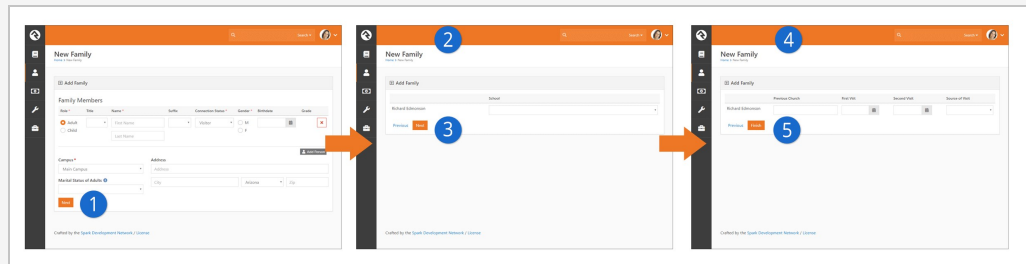 Search
New Family
Home > New Family
Add Family
Family Members
Role * Title Name * Suffix Connection Status * Gender * Birthdate Grade
Adult First Name Visitor M
Child F
Last Name
Add Person
Campus * Address
Main Campus Address
Marital Status of Adults City Arizona Zip
Next 1
Crafted by the Spark Development Network / License
2 Search
New Family
Home > New Family
Add Family
School
Richard Edmonson
Previous Next 3
Crafted by the Spark Development Network / License
4 Search
New Family
Home > New Family
Add Family
Previous Church First Visit Second Visit Source of Visit
Richard Edmonson
Previous Finish 5
Crafted by the Spark Development Network / License